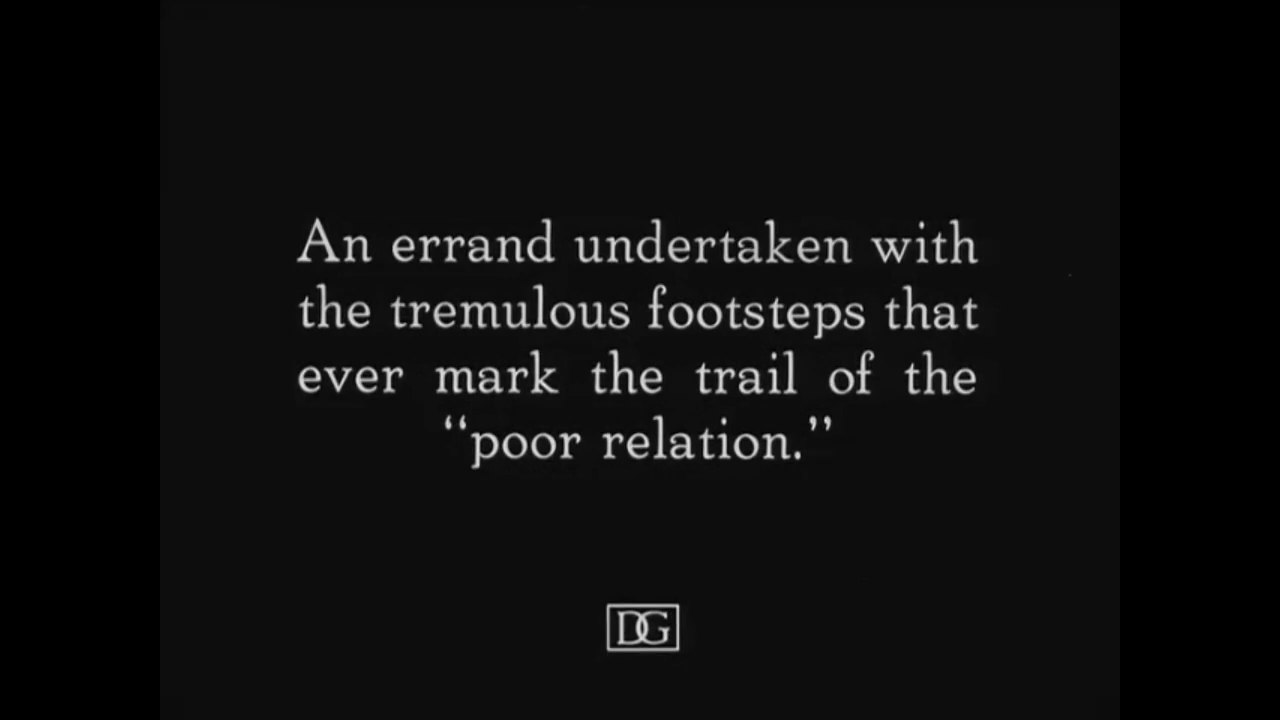 An errand undertaken with
the tremulous footsteps that
ever mark the trail of the
“poor relation.”
DG